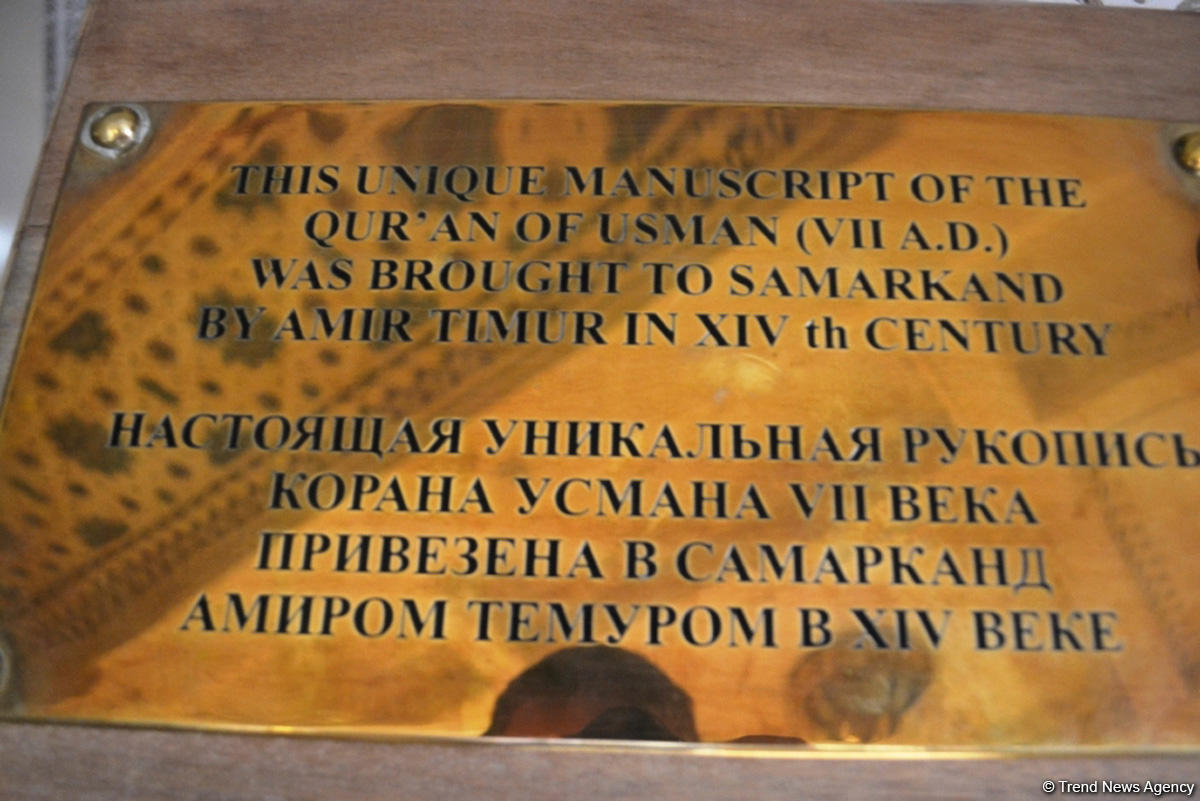 THIS UNIQUE MANUSCRIPT OF THE
QUR'AN OF USMAN (VII A.D.)
WAS BROUGHT TO SAMARKAND
BY AMIR TIMUR IN XIV th CENTURY
НАСТОЯЩАЯ УНИКАЛЬНАЯ РУКОПИСЬ
КОРАНА УСМАНА VII ВЕКА
ПРИВЕЗЕНА В САМАРКАНД
АМИРОМ ТЕМУРОМ В XIV ВЕКЕ
© Trend News Agency